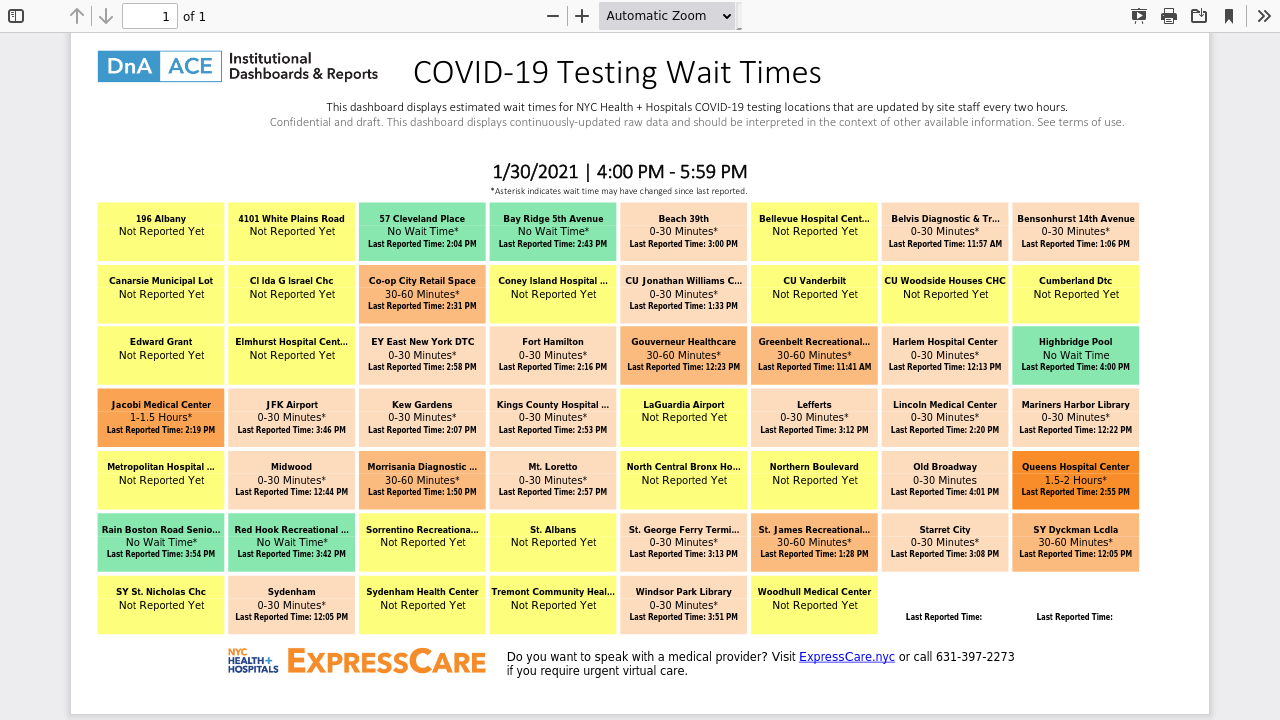 1 of 1 Automatic Zoom
DnA ACE Institutional Dashboards & Reports
COVID-19 Testing Wait Times
This dashboard displays estimated wait times for NYC Health + Hospitals COVID-19 testing locations that are updated by site staff every two hours.
Confidential and draft. This dashboard displays continuously-updated raw data and should be interpreted in the context of other available information. See terms of use.
1/30/2021 | 4:00 PM - 5:59 PM
*Asterisk indicates wait time may have changed since last reported.
196 Albany
Not Reported Yet
4101 White Plains Road
Not Reported Yet
57 Cleveland Place
No Wait Time*
Last Reported Time: 2:04 PM
Bay Ridge 5th Avenue
No Wait Time*
Last Reported Time: 2:43 PM
Beach 39th
0-30 Minutes*
Last Reported Time: 3:00 PM
Bellevue Hospital Cent...
Not Reported Yet
Belvis Diagnostic & Tr...
0-30 Minutes*
Last Reported Time: 11:57 AM
Bensonhurst 14th Avenue
0-30 Minutes*
Last Reported Time: 1:06 PM
Canarsie Municipal Lot
Not Reported Yet
CI Ida G Israel Chc
Not Reported Yet
Co-op City Retail Space
30-60 Minutes*
Last Reported Time: 2:31 PM
Coney Island Hospital ...
Not Reported Yet
CU Jonathan Williams C...
0-30 Minutes*
Last Reported Time: 1:33 PM
CU Vanderbilt
Not Reported Yet
CU Woodside Houses CHC
Not Reported Yet
Cumberland Dtc
Not Reported Yet
Edward Grant
Not Reported Yet
Elmhurst Hospital Cent...
Not Reported Yet
EY East New York DTC
0-30 Minutes*
Last Reported Time: 2:58 PM
Fort Hamilton
0-30 Minutes*
Last Reported Time: 2:16 PM
Gouverneur Healthcare
30-60 Minutes*
Last Reported Time: 12:23 PM
Greenbelt Recreational...
30-60 Minutes*
Last Reported Time: 11:41 AM
Harlem Hospital Center
0-30 Minutes*
Last Reported Time: 12:13 PM
Highbridge Pool
No Wait Time
Last Reported Time: 4:00 PM
Jacobi Medical Center
1-1.5 Hours*
Last Reported Time: 2:19 PM
JFK Airport
0-30 Minutes*
Last Reported Time: 3:46 PM
Kew Gardens
0-30 Minutes*
Last Reported Time: 2:07 PM
Kings County Hospital ...
0-30 Minutes*
Last Reported Time: 2:53 PM
LaGuardia Airport
Not Reported Yet
Lefferts
0-30 Minutes*
Last Reported Time: 3:12 PM
Lincoln Medical Center
0-30 Minutes*
Last Reported Time: 2:20 PM
Mariners Harbor Library
0-30 Minutes*
Last Reported Time: 12:22 PM
Metropolitan Hospital ...
Not Reported Yet
Midwood
0-30 Minutes*
Last Reported Time: 12:44 PM
Morrisania Diagnostic ...
30-60 Minutes*
Last Reported Time: 1:50 PM
Mt. Loretto
0-30 Minutes*
Last Reported Time: 2:57 PM
North Central Bronx Ho...
Not Reported Yet
Northern Boulevard
Not Reported Yet
Old Broadway
0-30 Minutes
Last Reported Time: 4:01 PM
Queens Hospital Center
1.5-2 Hours*
Last Reported Time: 2:55 PM
Rain Boston Road Senio...
No Wait Time*
Last Reported Time: 3:54 PM
Red Hook Recreational ...
No Wait Time*
Last Reported Time: 3:42 PM
Sorrentino Recreationa...
Not Reported Yet
St. Albans
Not Reported Yet
St. George Ferry Termi...
0-30 Minutes*
Last Reported Time: 3:13 PM
St. James Recreational...
30-60 Minutes*
Last Reported Time: 1:28 PM
Starret City
0-30 Minutes*
Last Reported Time: 3:08 PM
SY Dyckman Lcdla
30-60 Minutes*
Last Reported Time: 12:05 PM
SY St. Nicholas Chc
Not Reported Yet
Sydenham
0-30 Minutes*
Last Reported Time: 12:05 PM
Sydenham Health Center
Not Reported Yet
Tremont Community Heal...
Not Reported Yet
Windsor Park Library
0-30 Minutes*
Last Reported Time: 3:51 PM
Woodhull Medical Center
Not Reported Yet
Last Reported Time:
Last Reported Time:
NYC
HEALTH+
HOSPITALS
EXPRESSCARE
Do you want to speak with a medical provider? Visit ExpressCare.nyc or call 631-397-2273
if you require urgent virtual care.